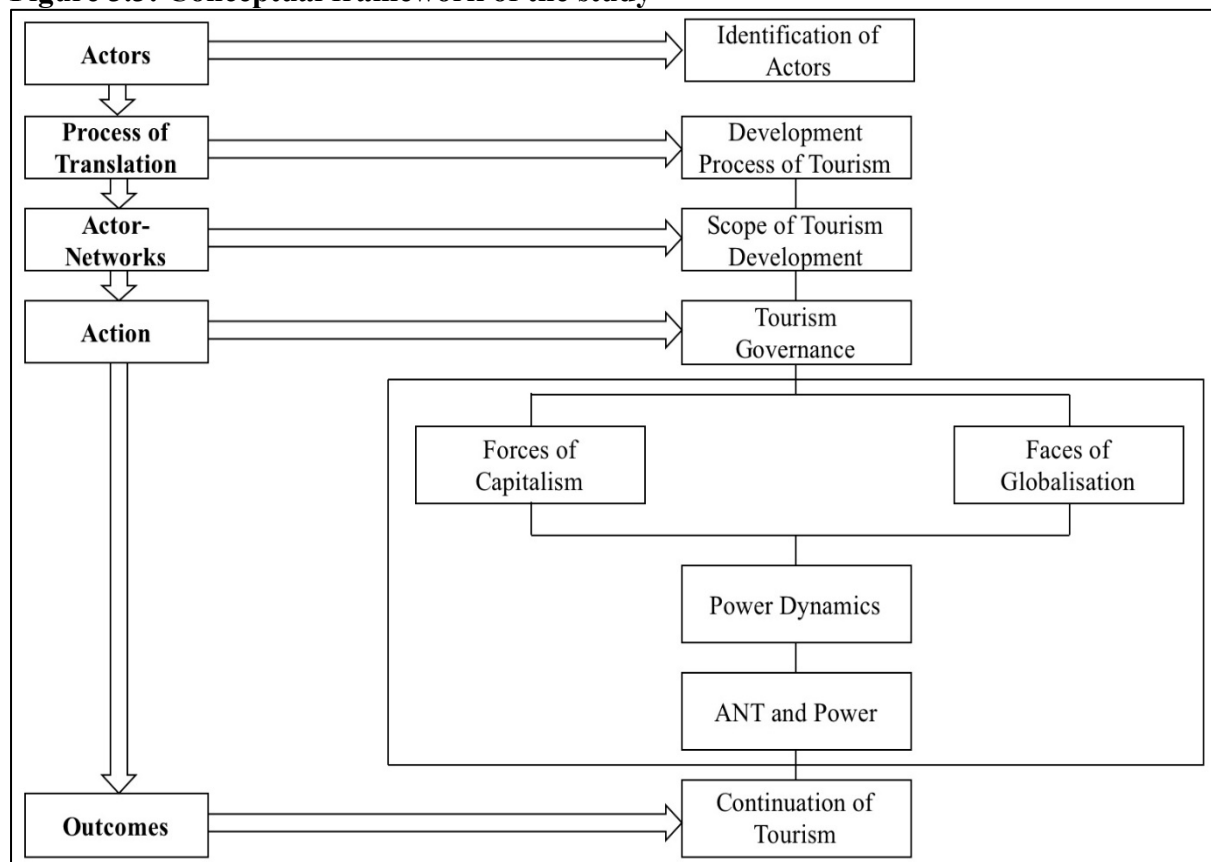 Conceptual framework of the study
Actors
Identification of
Actors
Process of
Translation
Development
Process of Tourism
Actor-
Networks
Scope of Tourism
Development
Action
Tourism
Governance
Forces of
Capitalism
Faces of
Globalisation
Power Dynamics
ANT and Power
Outcomes
Continuation of
Tourism